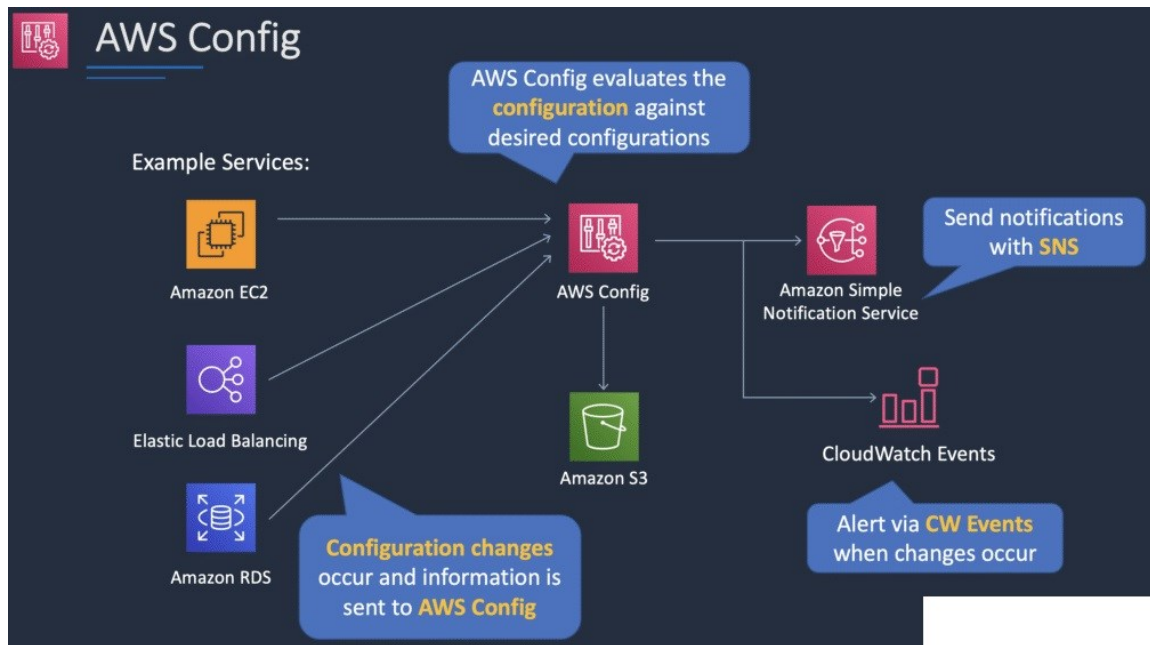 AWS Config
AWS Config evaluates the
configuration against
desired configurations
Example Services:
Amazon EC2
AWS Config
Amazon Simple
Notification Service
Send notifications
with SNS
Elastic Load Balancing
Amazon S3
CloudWatch Events
Amazon RDS
Configuration changes
occur and information is
sent to AWS Config
Alert via CW Events
when changes occur